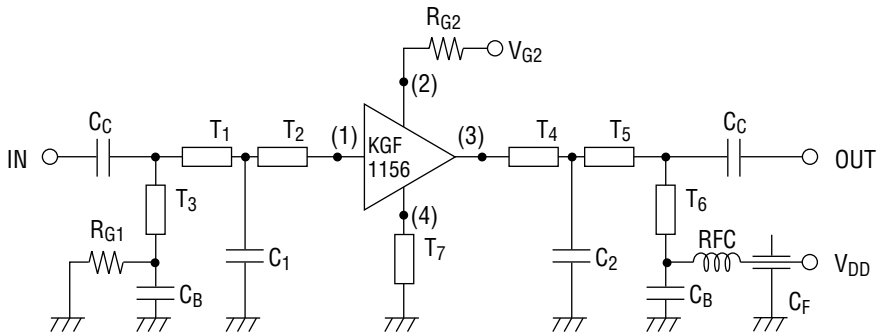 RG2
VG2
(2)
CC
T1
T2
(1)
KGF
1156
(3)
T4
T5
CC
IN
OUT
T3
T6
RG1
(4)
T7
RFC
C1
C2
VDD
CB
CB
CF